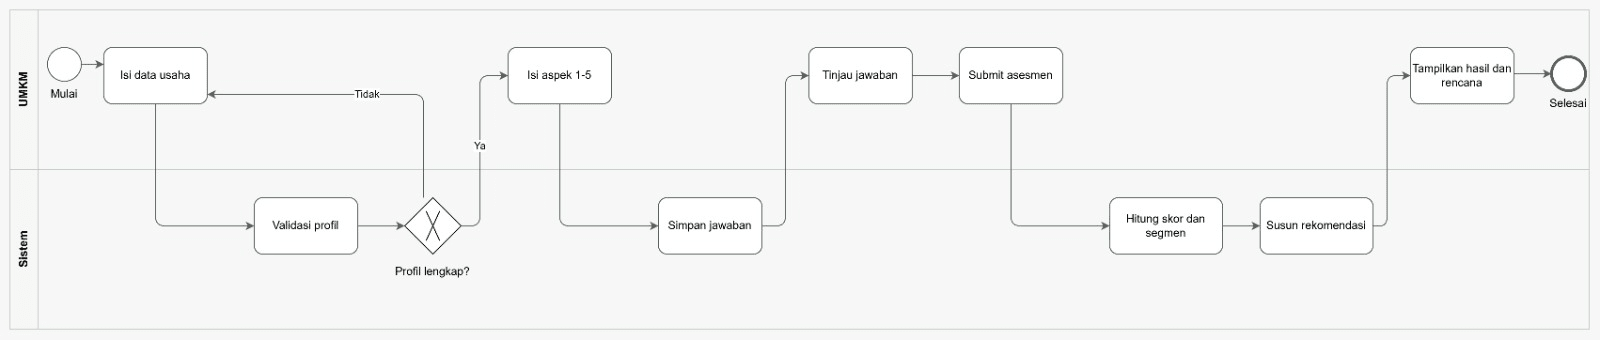 UMKM
Mulai
Isi data usaha
Tidak
Ya
Isi aspek 1-5
Tinjau jawaban
Submit asesmen
Tampilkan hasil dan
rencana
Selesai
Sistem
Validasi profil
Profil lengkap?
Simpan jawaban
Hitung skor dan
segmen
Susun rekomendasi